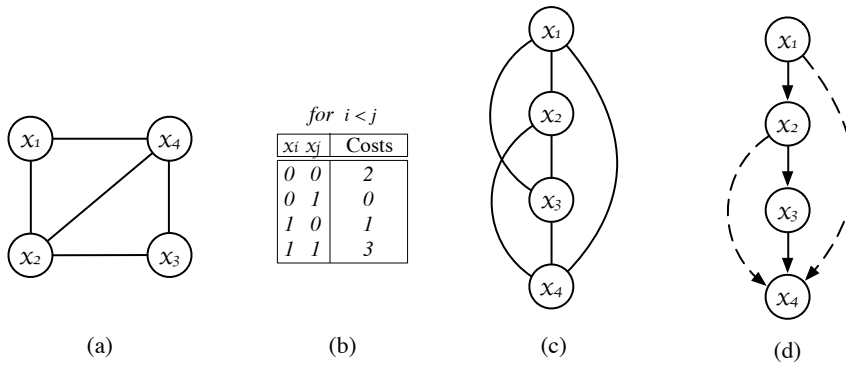 x1
x4
x2
x3
(a)
for i < j
xi xj Costs
0 0 2
0 1 0
1 0 1
1 1 3
(b)
x1
x2
x3
x4
(c)
x1
x2
x3
x4
(d)